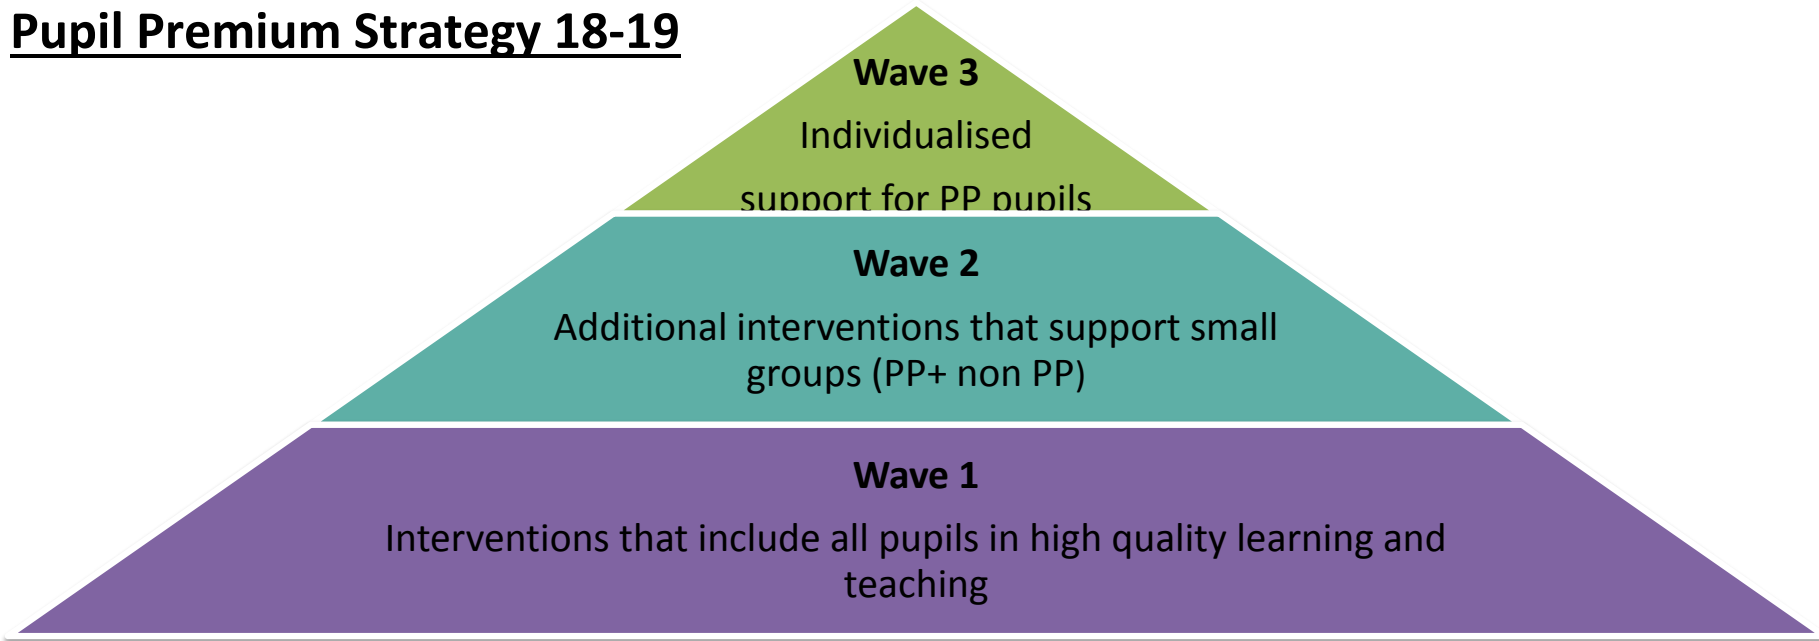 Pupil Premium Strategy 18-19
Wave 3
Individualised
support for PP pupils
Wave 2
Additional interventions that support small
groups (PP+ non PP)
Wave 1
Interventions that include all pupils in high quality learning and
teaching